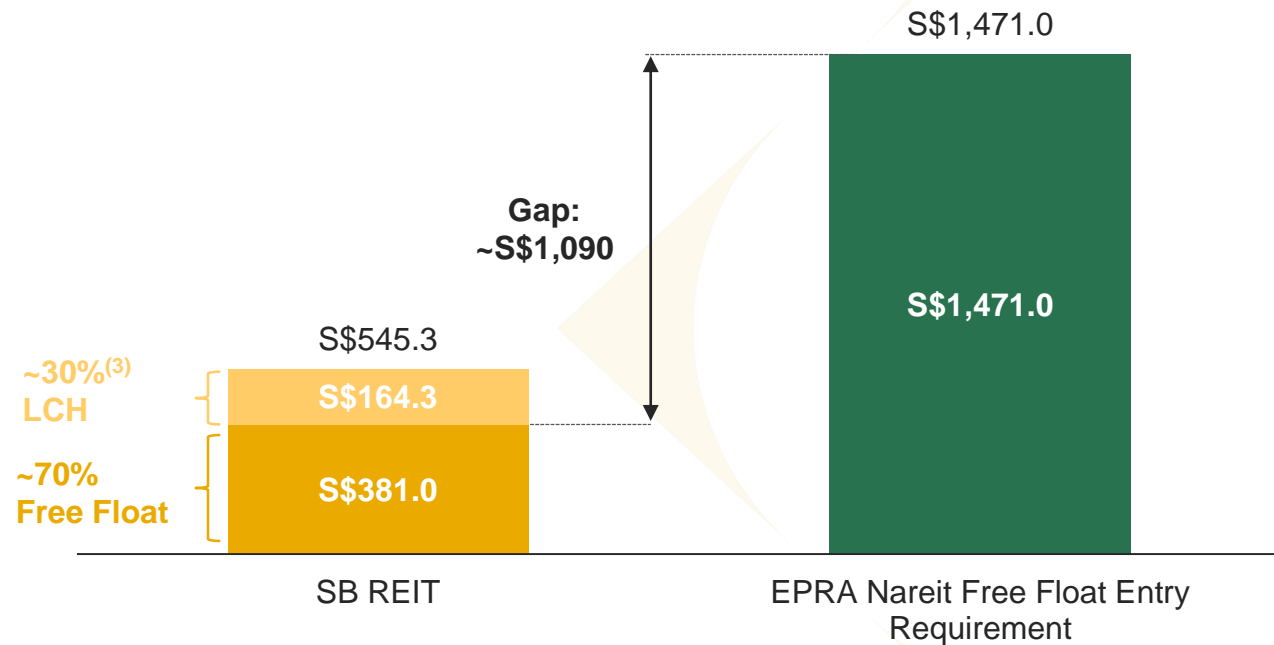 S$1,471.0
Gap:
~S$1,090
S$1,471.0
S$545.3
~30%(3)
LCH
S$164.3
~70%
Free Float
S$381.0
SB REIT
EPRA Nareit Free Float Entry
Requirement